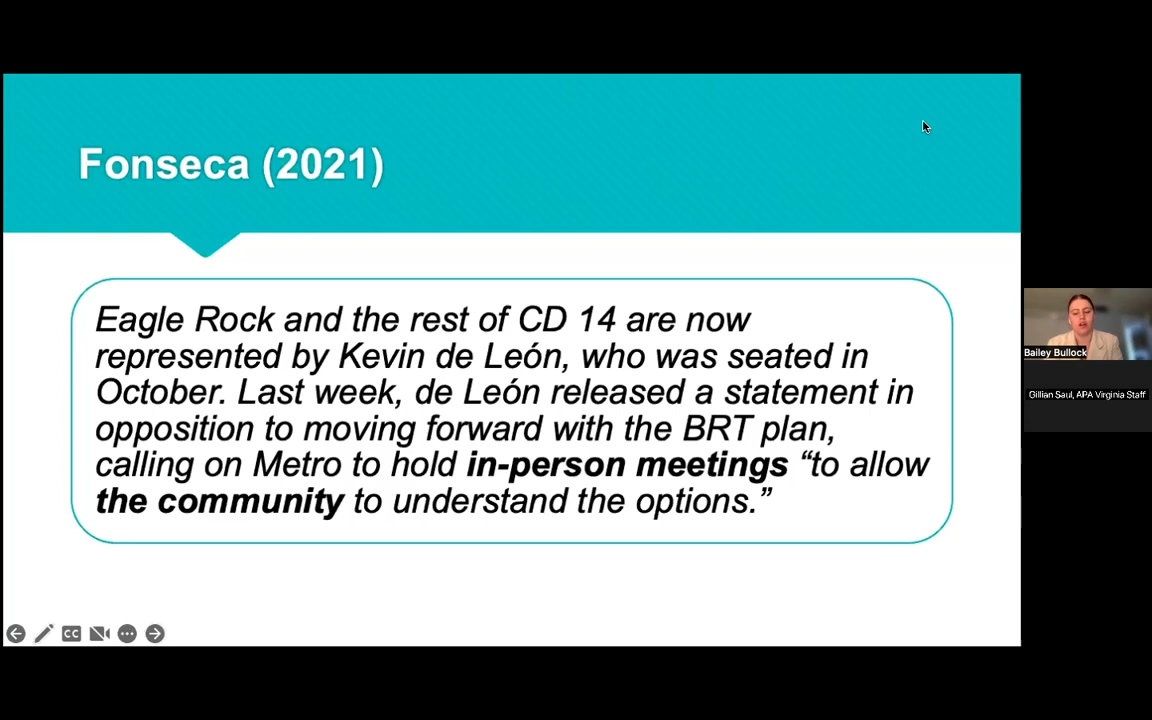 Fonseca (2021)
Eagle Rock and the rest of CD 14 are now
represented by Kevin de León, who was seated in
October. Last week, de León released a statement in
opposition to moving forward with the BRT plan,
calling on Metro to hold in-person meetings “to allow
the community to understand the options.”
Bailey Bullock
Gillian Saul, APA Virginia Staff
CC